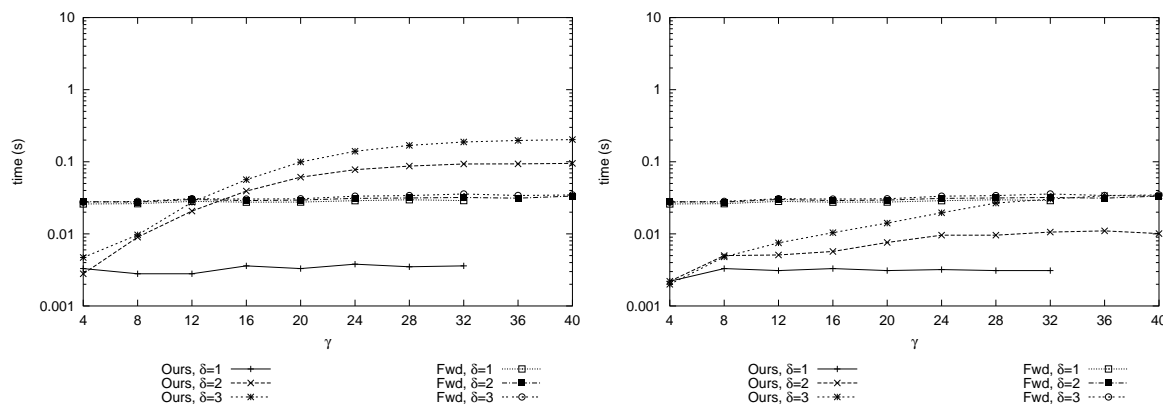 10
1
0.1
0.01
0.001
time (s)
4 8 12 16 20 24 28 32 36 40
γ
Ours, δ=1
Ours, δ=2
Ours, δ=3
Fwd, δ=1
Fwd, δ=2
Fwd, δ=3
10
1
0.1
0.01
0.001
time (s)
4 8 12 16 20 24 28 32 36 40
γ
Ours, δ=1
Ours, δ=2
Ours, δ=3
Fwd, δ=1
Fwd, δ=2
Fwd, δ=3